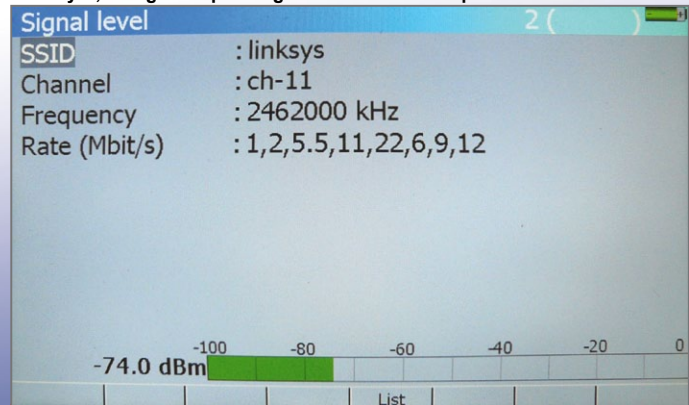 Signal level 2 ( )
SSID : linksys
Channel : ch-11
Frequency : 2462000 kHz
Rate (Mbit/s) : 1,2,5.5,11,22,6,9,12
-100 -80 -60 -40 -20 0
-74.0 dBm
List